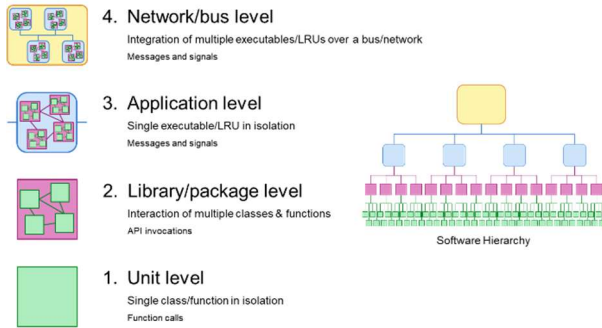 4. Network/bus level
Integration of multiple executables/LRUs over a bus/network
Messages and signals
3. Application level
Single executable/LRU in isolation
Messages and signals
2. Library/package level
Interaction of multiple classes & functions
API invocations
1. Unit level
Single class/function in isolation
Function calls
Software Hierarchy